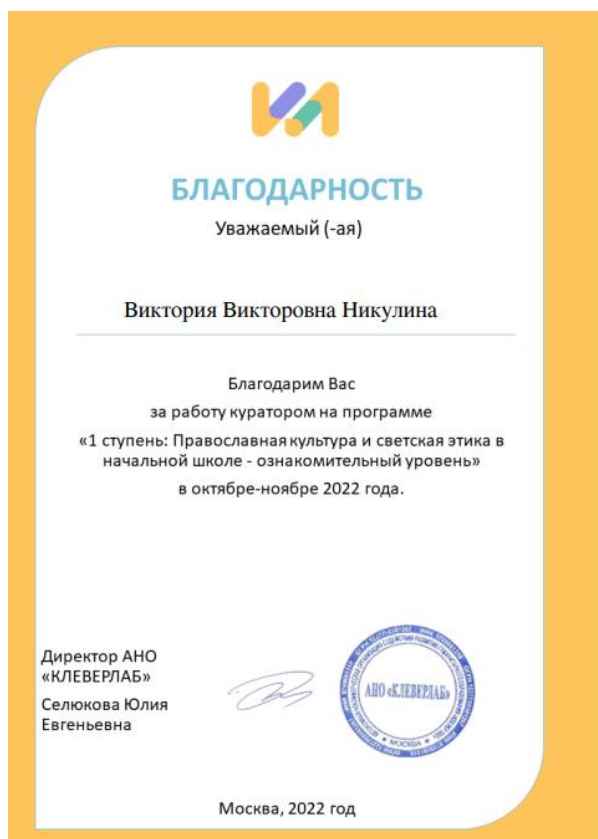 БЛАГОДАРНОСТЬ
Уважаемый (-ая)
Виктория Викторовна Никулина
Благодарим Вас
за работу куратором на программе
«1 ступень: Православная культура и светская этика в
начальной школе - ознакомительный уровень»
в октябре-ноябре 2022 года.
Директор АНО
«КЛЕВЕРЛАБ»
Селюкова Юлия
Евгеньевна
АНО «КЛЕВЕРЛАБ»
МОСКВА
Москва, 2022 год